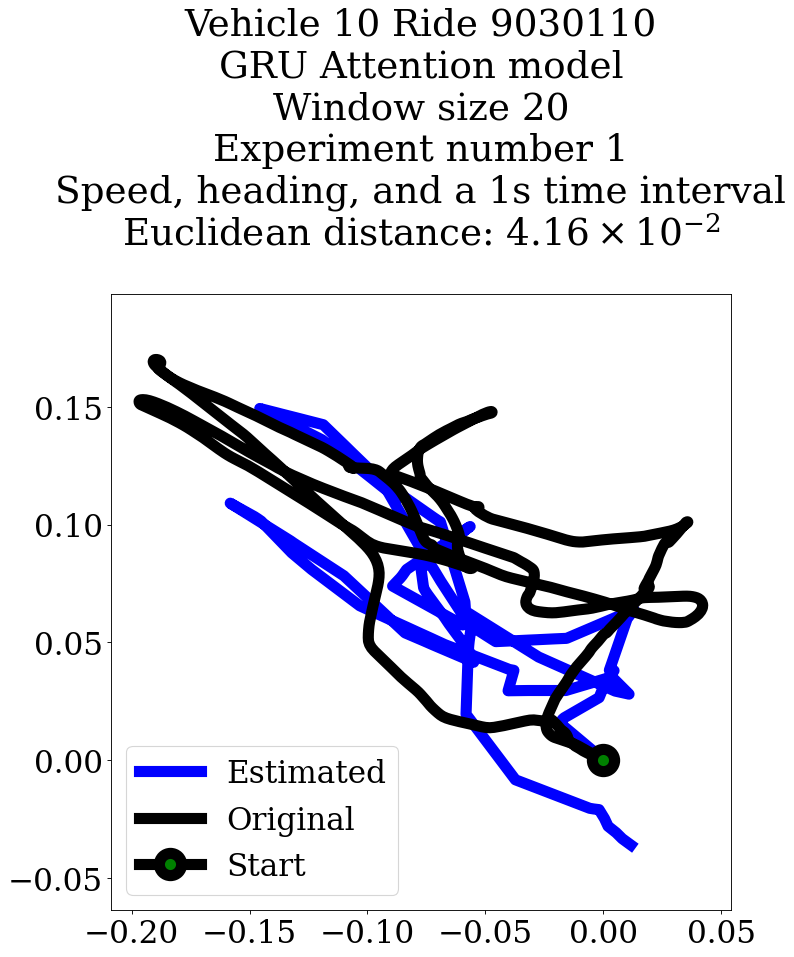 Vehicle 10 Ride 9030110
GRU Attention model
Window size 20
Experiment number 1
Speed, heading, and a 1s time interval
Euclidean distance: 4.16 × 10⁻²
0.15
0.10
0.05
0.00
−0.05
Estimated
Original
Start
−0.20 −0.15 −0.10 −0.05 0.00 0.05